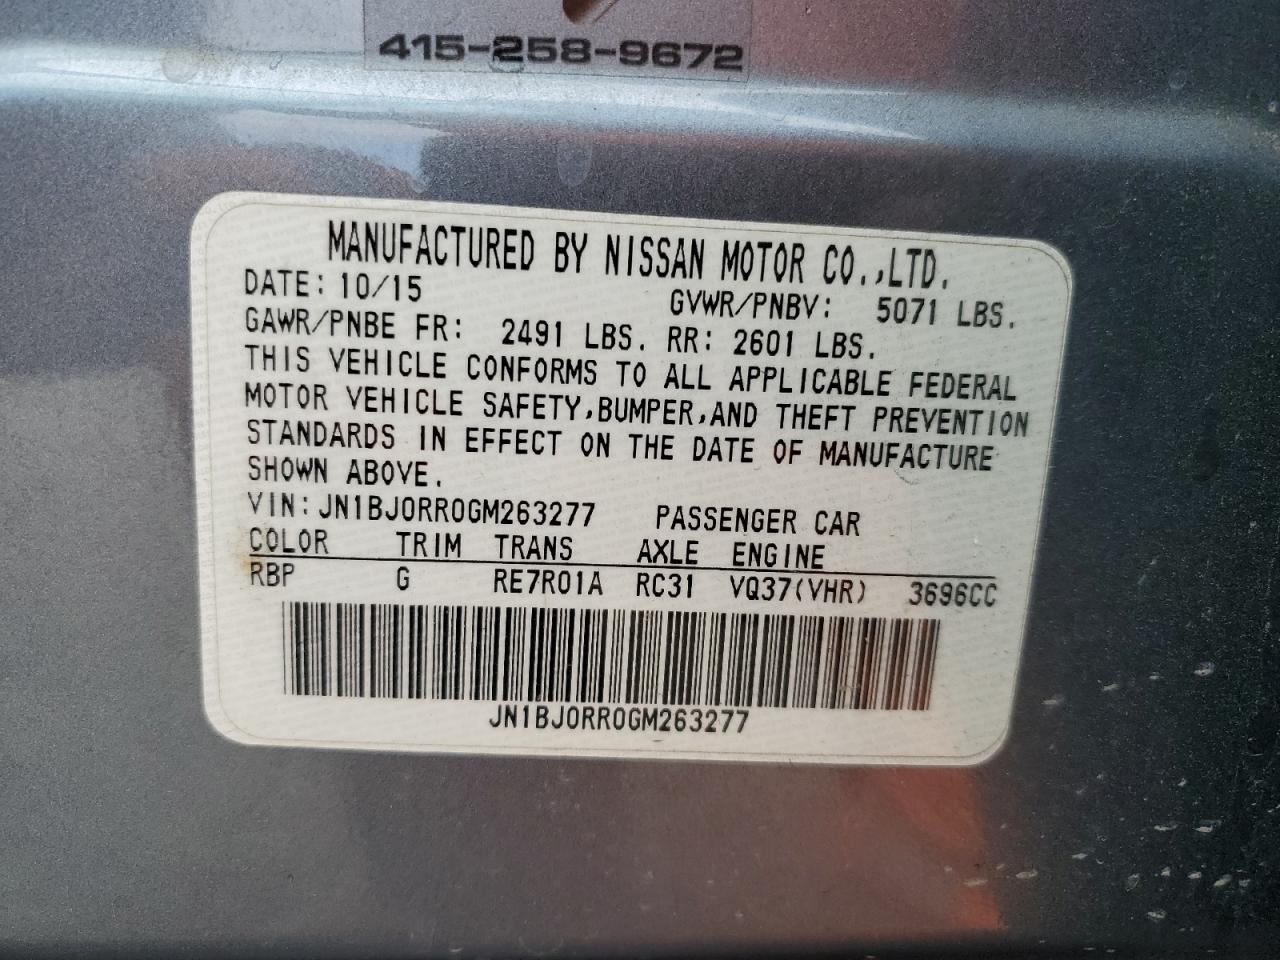 415-258-9672
MANUFACTURED BY NISSAN MOTOR CO.,LTD.
DATE: 10/15 GVWR/PNBV: 5071 LBS.
GAWR/PNBE FR: 2491 LBS. RR: 2601 LBS.
THIS VEHICLE CONFORMS TO ALL APPLICABLE FEDERAL
MOTOR VEHICLE SAFETY,BUMPER,AND THEFT PREVENTION
STANDARDS IN EFFECT ON THE DATE OF MANUFACTURE
SHOWN ABOVE.
VIN:JN1BJ0RR0GM263277 PASSENGER CAR
COLOR TRIM TRANS AXLE ENGINE
RBP G RE7R01A RC31 VQ37(VHR) 3696CC
JN1BJ0RR0GM263277